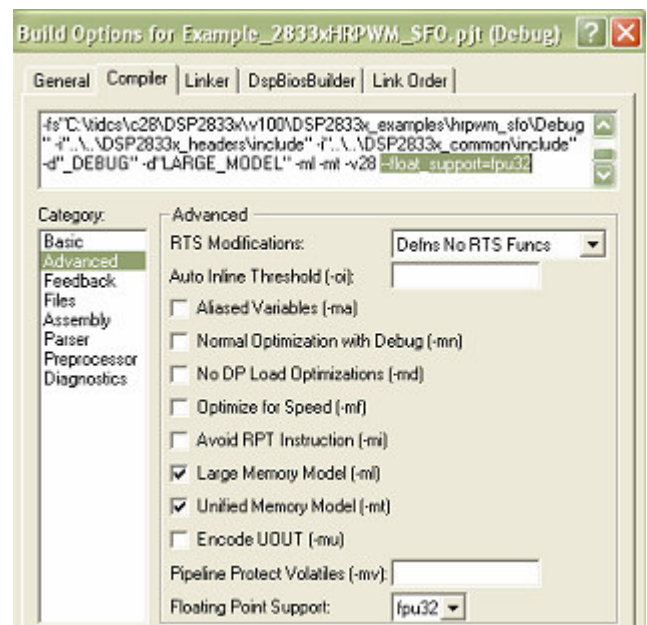 Build Options for Example_2833xHRPWM_SFO.pjt (Debug)
General Compiler Linker DspBiosBuilder Link Order
-fs"C:\tidcs\c28\DSP2833x\v100\DSP2833x_examples\hrpwm_sfo\Debug
" -i"..\..\DSP2833x_headers\include" -i"..\..\DSP2833x_common\include"
-d"_DEBUG" -d"LARGE_MODEL" -ml -mt -v28 --float_support=fpu32
Category:
Basic
Advanced
Feedback
Files
Assembly
Parser
Preprocessor
Diagnostics
Advanced
RTS Modifications: Defns No RTS Funcs
Auto Inline Threshold (-oi):
Aliased Variables (-ma)
Normal Optimization with Debug (-mn)
No DP Load Optimizations (-md)
Optimize for Speed (-mf)
Avoid RPT Instruction (-mi)
Large Memory Model (-ml)
Unified Memory Model (-mt)
Encode UOUT (-mu)
Pipeline Protect Volatiles (-mv):
Floating Point Support: fpu32